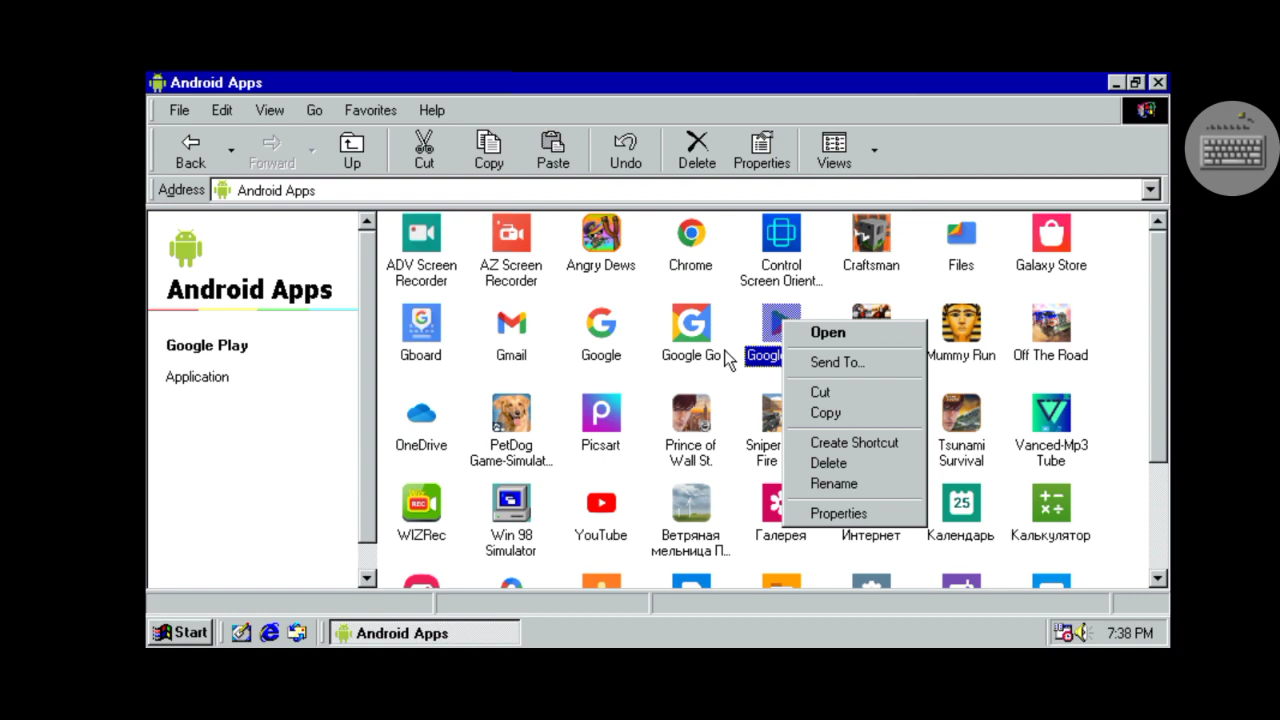 Android Apps
File Edit View Go Favorites Help
Back Forward Up Cut Copy Paste Undo Delete Properties Views
Address Android Apps
Android Apps
Google Play
Application
ADV Screen Recorder
AZ Screen Recorder
Angry Dews
Chrome
Control Screen Orient...
Craftsman
Files
Galaxy Store
Gboard
Gmail
Google
Google Go
Mummy Run
Off The Road
OneDrive
PetDog Game-Simulat...
Picsart
Prince of Wall St.
Sniper Fire
Tsunami Survival
Vanced-Mp3 Tube
REC
WIZRec
Win 98 Simulator
YouTube
Ветряная мельница П...
Галерея
Интернет
25
Календарь
Калькулятор
Open
Send To...
Cut
Copy
Create Shortcut
Delete
Rename
Properties
Start
Android Apps
7:38 PM